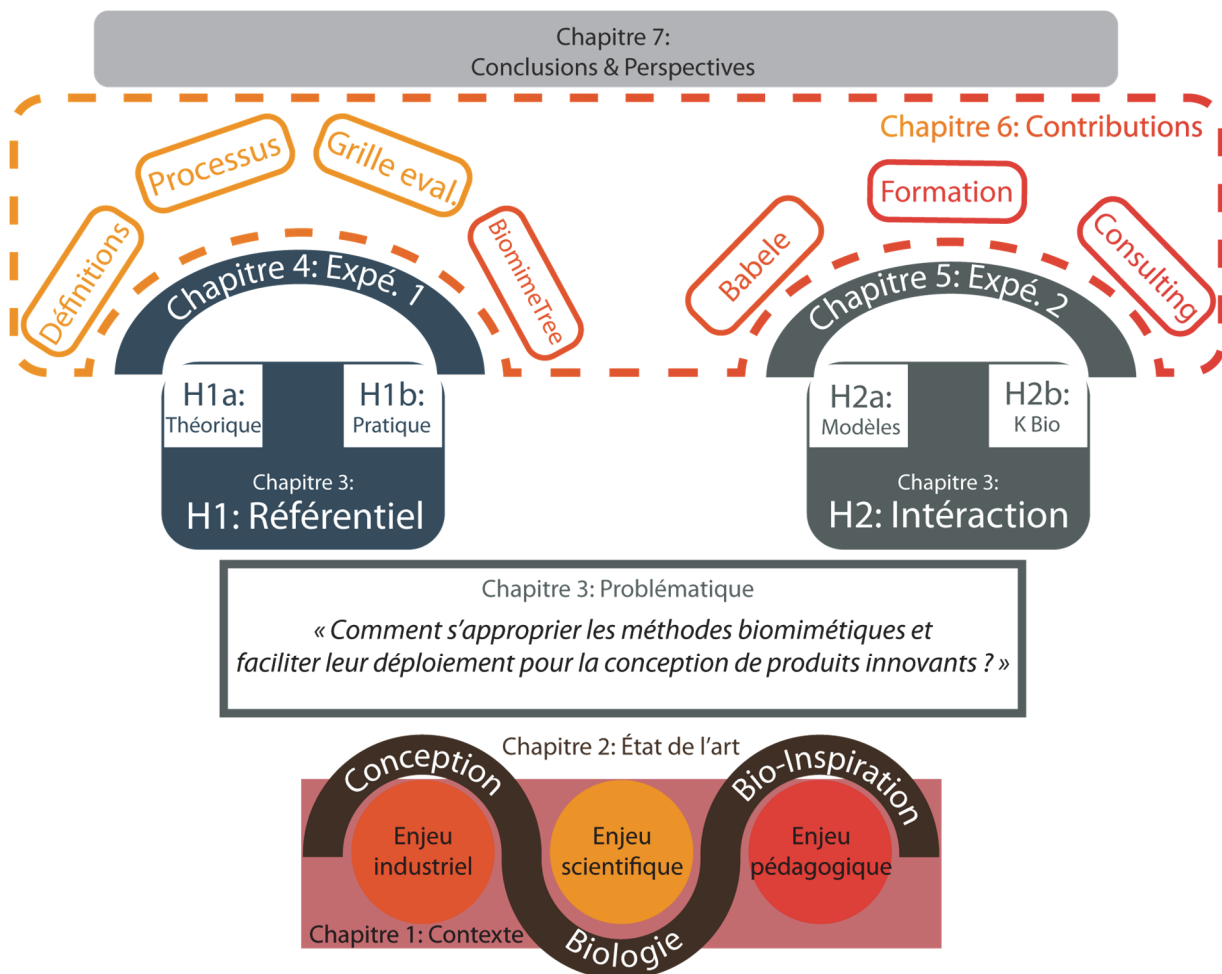 Chapitre 7:
Conclusions & Perspectives
Chapitre 6: Contributions
Définitions
Processus
Grille eval.
BiomimeTree
Babele
Formation
Consulting
Chapitre 4: Expé. 1
Chapitre 5: Expé. 2
H1a:
Théorique
H1b:
Pratique
Chapitre 3:
H1: Référentiel
H2a:
Modèles
H2b:
K Bio
Chapitre 3:
H2: Intéraction
Chapitre 3: Problématique
« Comment s’approprier les méthodes biomimétiques et
faciliter leur déploiement pour la conception de produits innovants ? »
Chapitre 2: État de l’art
Conception
Biologie
Bio-Inspiration
Enjeu
industriel
Enjeu
scientifique
Enjeu
pédagogique
Chapitre 1: Contexte